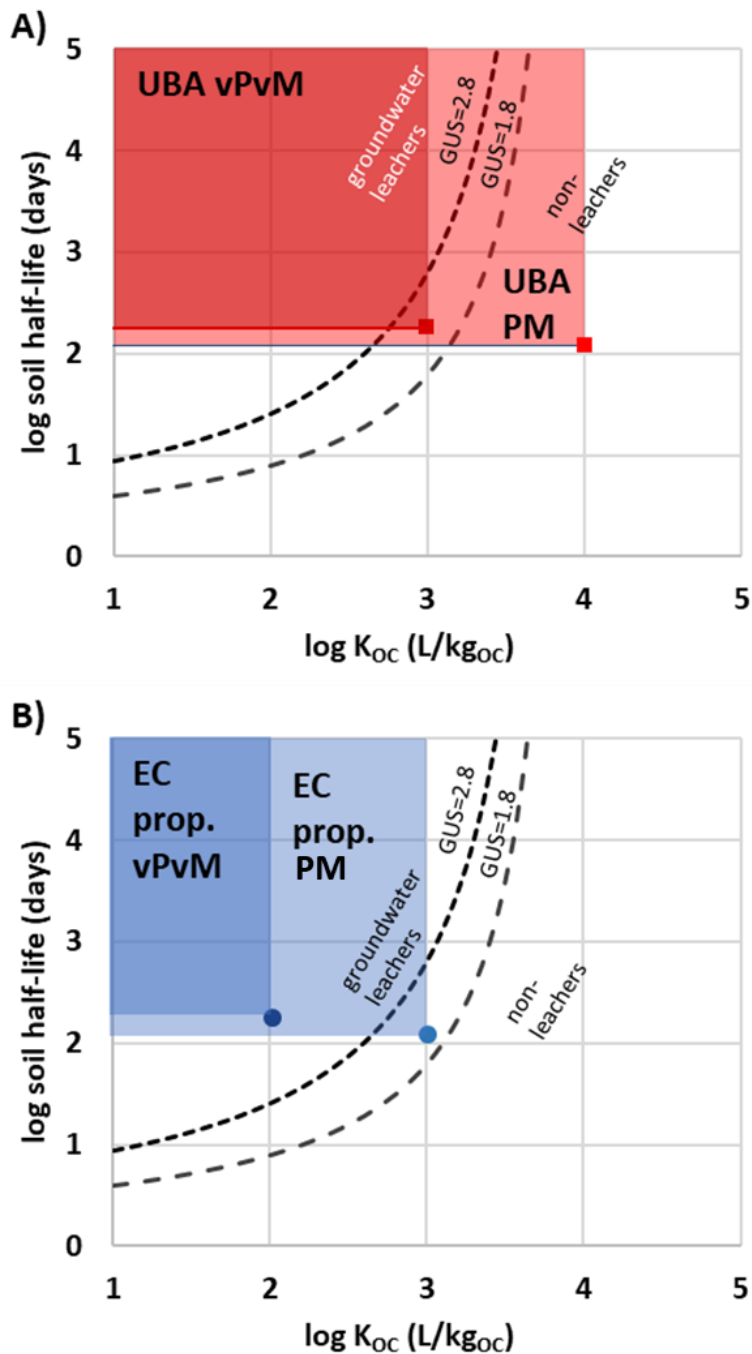 A)
UBA vPvM
groundwater
leachers
GUS=2.8
GUS=1.8
non-
leachers
UBA
PM
log soil half-life (days)
5
4
3
2
1
0
1 2 3 4 5
log KOC (L/kgOC)
B)
EC
prop.
vPvM
EC
prop.
PM
groundwater
leachers
GUS=2.8
GUS=1.8
non-
leachers
log soil half-life (days)
5
4
3
2
1
0
1 2 3 4 5
log KOC (L/kgOC)